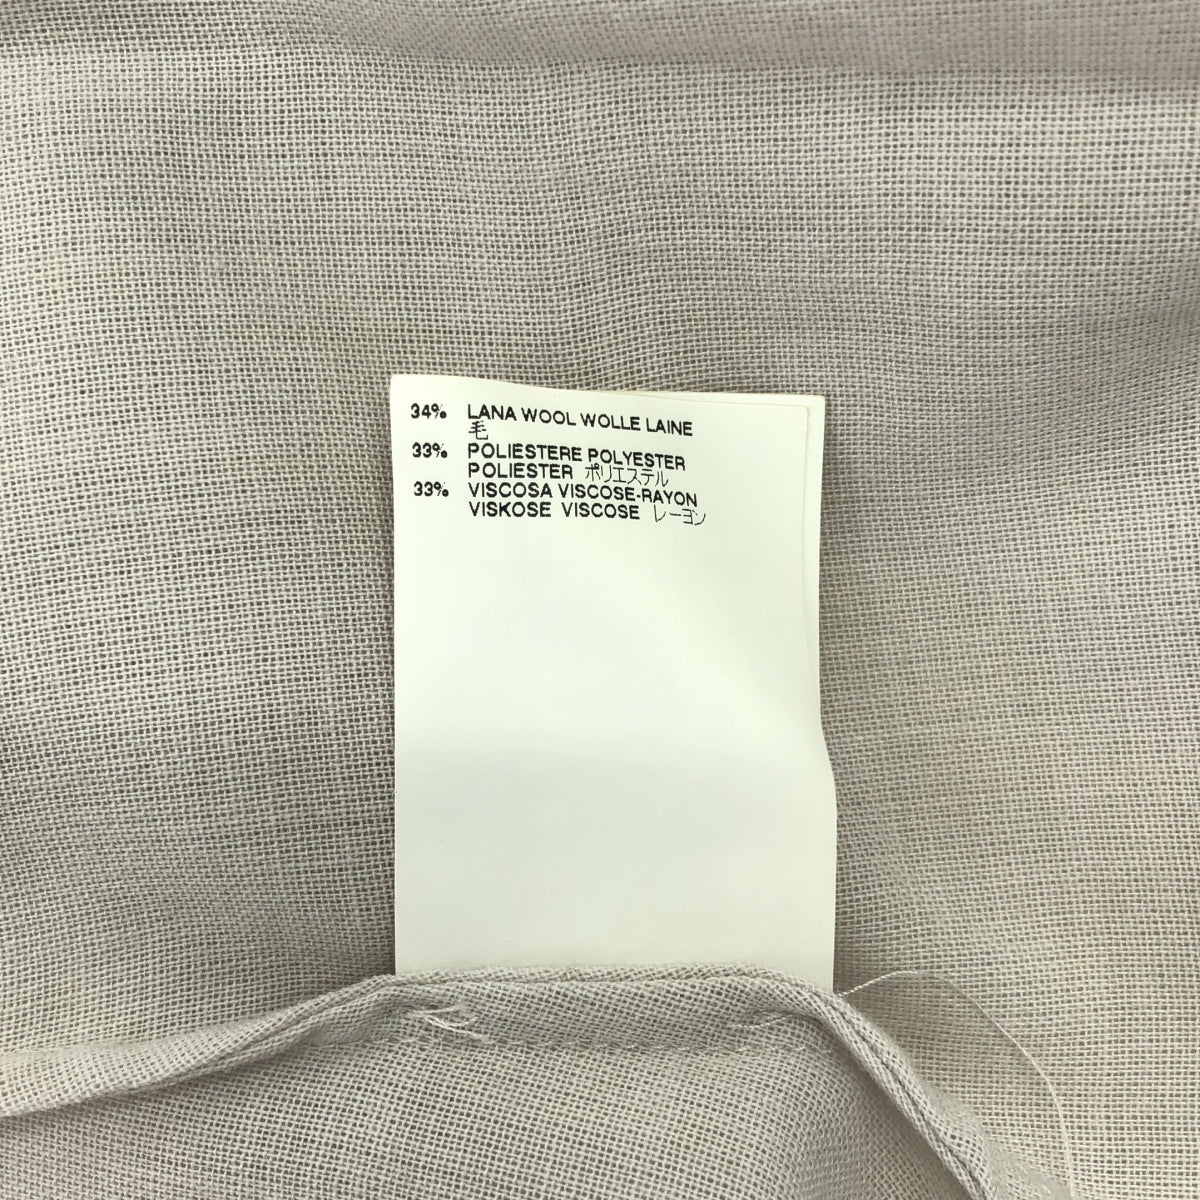 34% LANA WOOL WOLLE LAINE
毛
33% POLIESTERE POLYESTER
POLIESTER ポリエステル
33% VISCOSA VISCOSE-RAYON
VISKOSE VISCOSE レーヨン